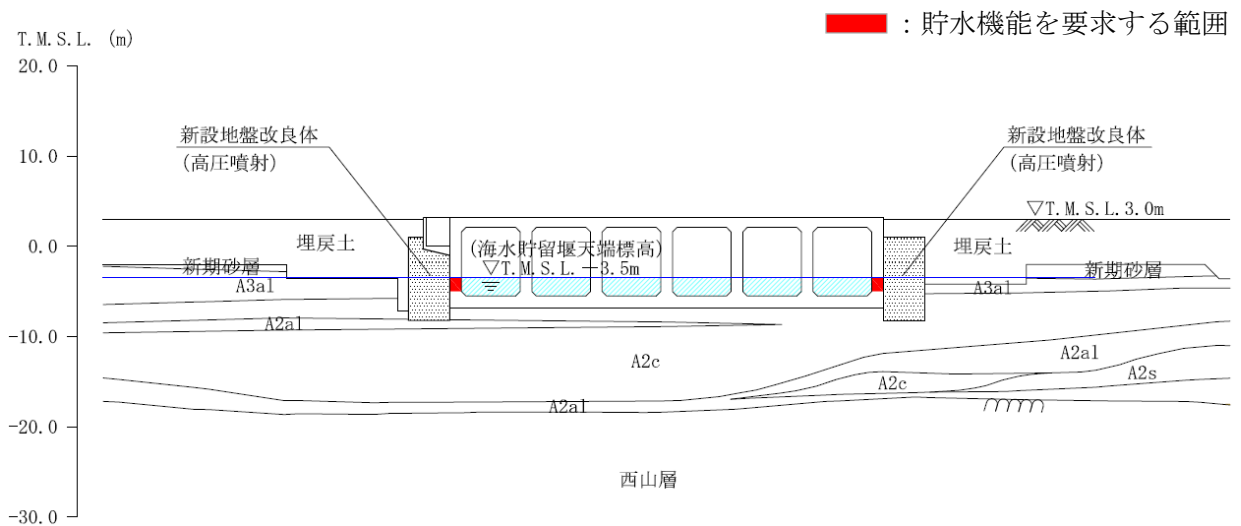 ：貯水機能を要求する範囲
T.M.S.L. (m)
20.0
10.0
0.0
-10.0
-20.0
-30.0
新設地盤改良体
(高圧噴射)
新設地盤改良体
(高圧噴射)
▽T.M.S.L.3.0m
埋戻土
(海水貯留堰天端標高)
▽T.M.S.L.－3.5m
埋戻土
新期砂層
新期砂層
A3al
A3al
A2al
A2c
A2al
A2c
A2s
A2al
西山層